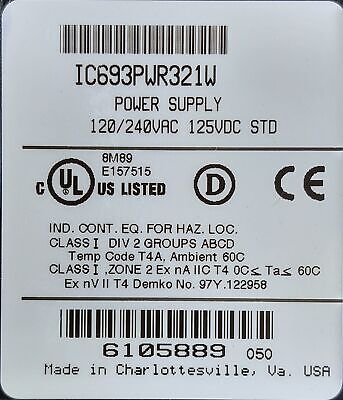 IC693PWR321W
POWER SUPPLY
120/240VAC 125VDC STD
8M89
E157515
C UL US LISTED D CE
IND. CONT. EQ. FOR HAZ. LOC.
CLASS I DIV 2 GROUPS ABCD
Temp Code T4A, Ambient 60C
CLASS I , ZONE 2 Ex nA IIC T4 0C≤ Ta≤ 60C
Ex nV II T4 Demko No. 97Y.122958
6105889 050
Made in Charlottesville, Va. USA